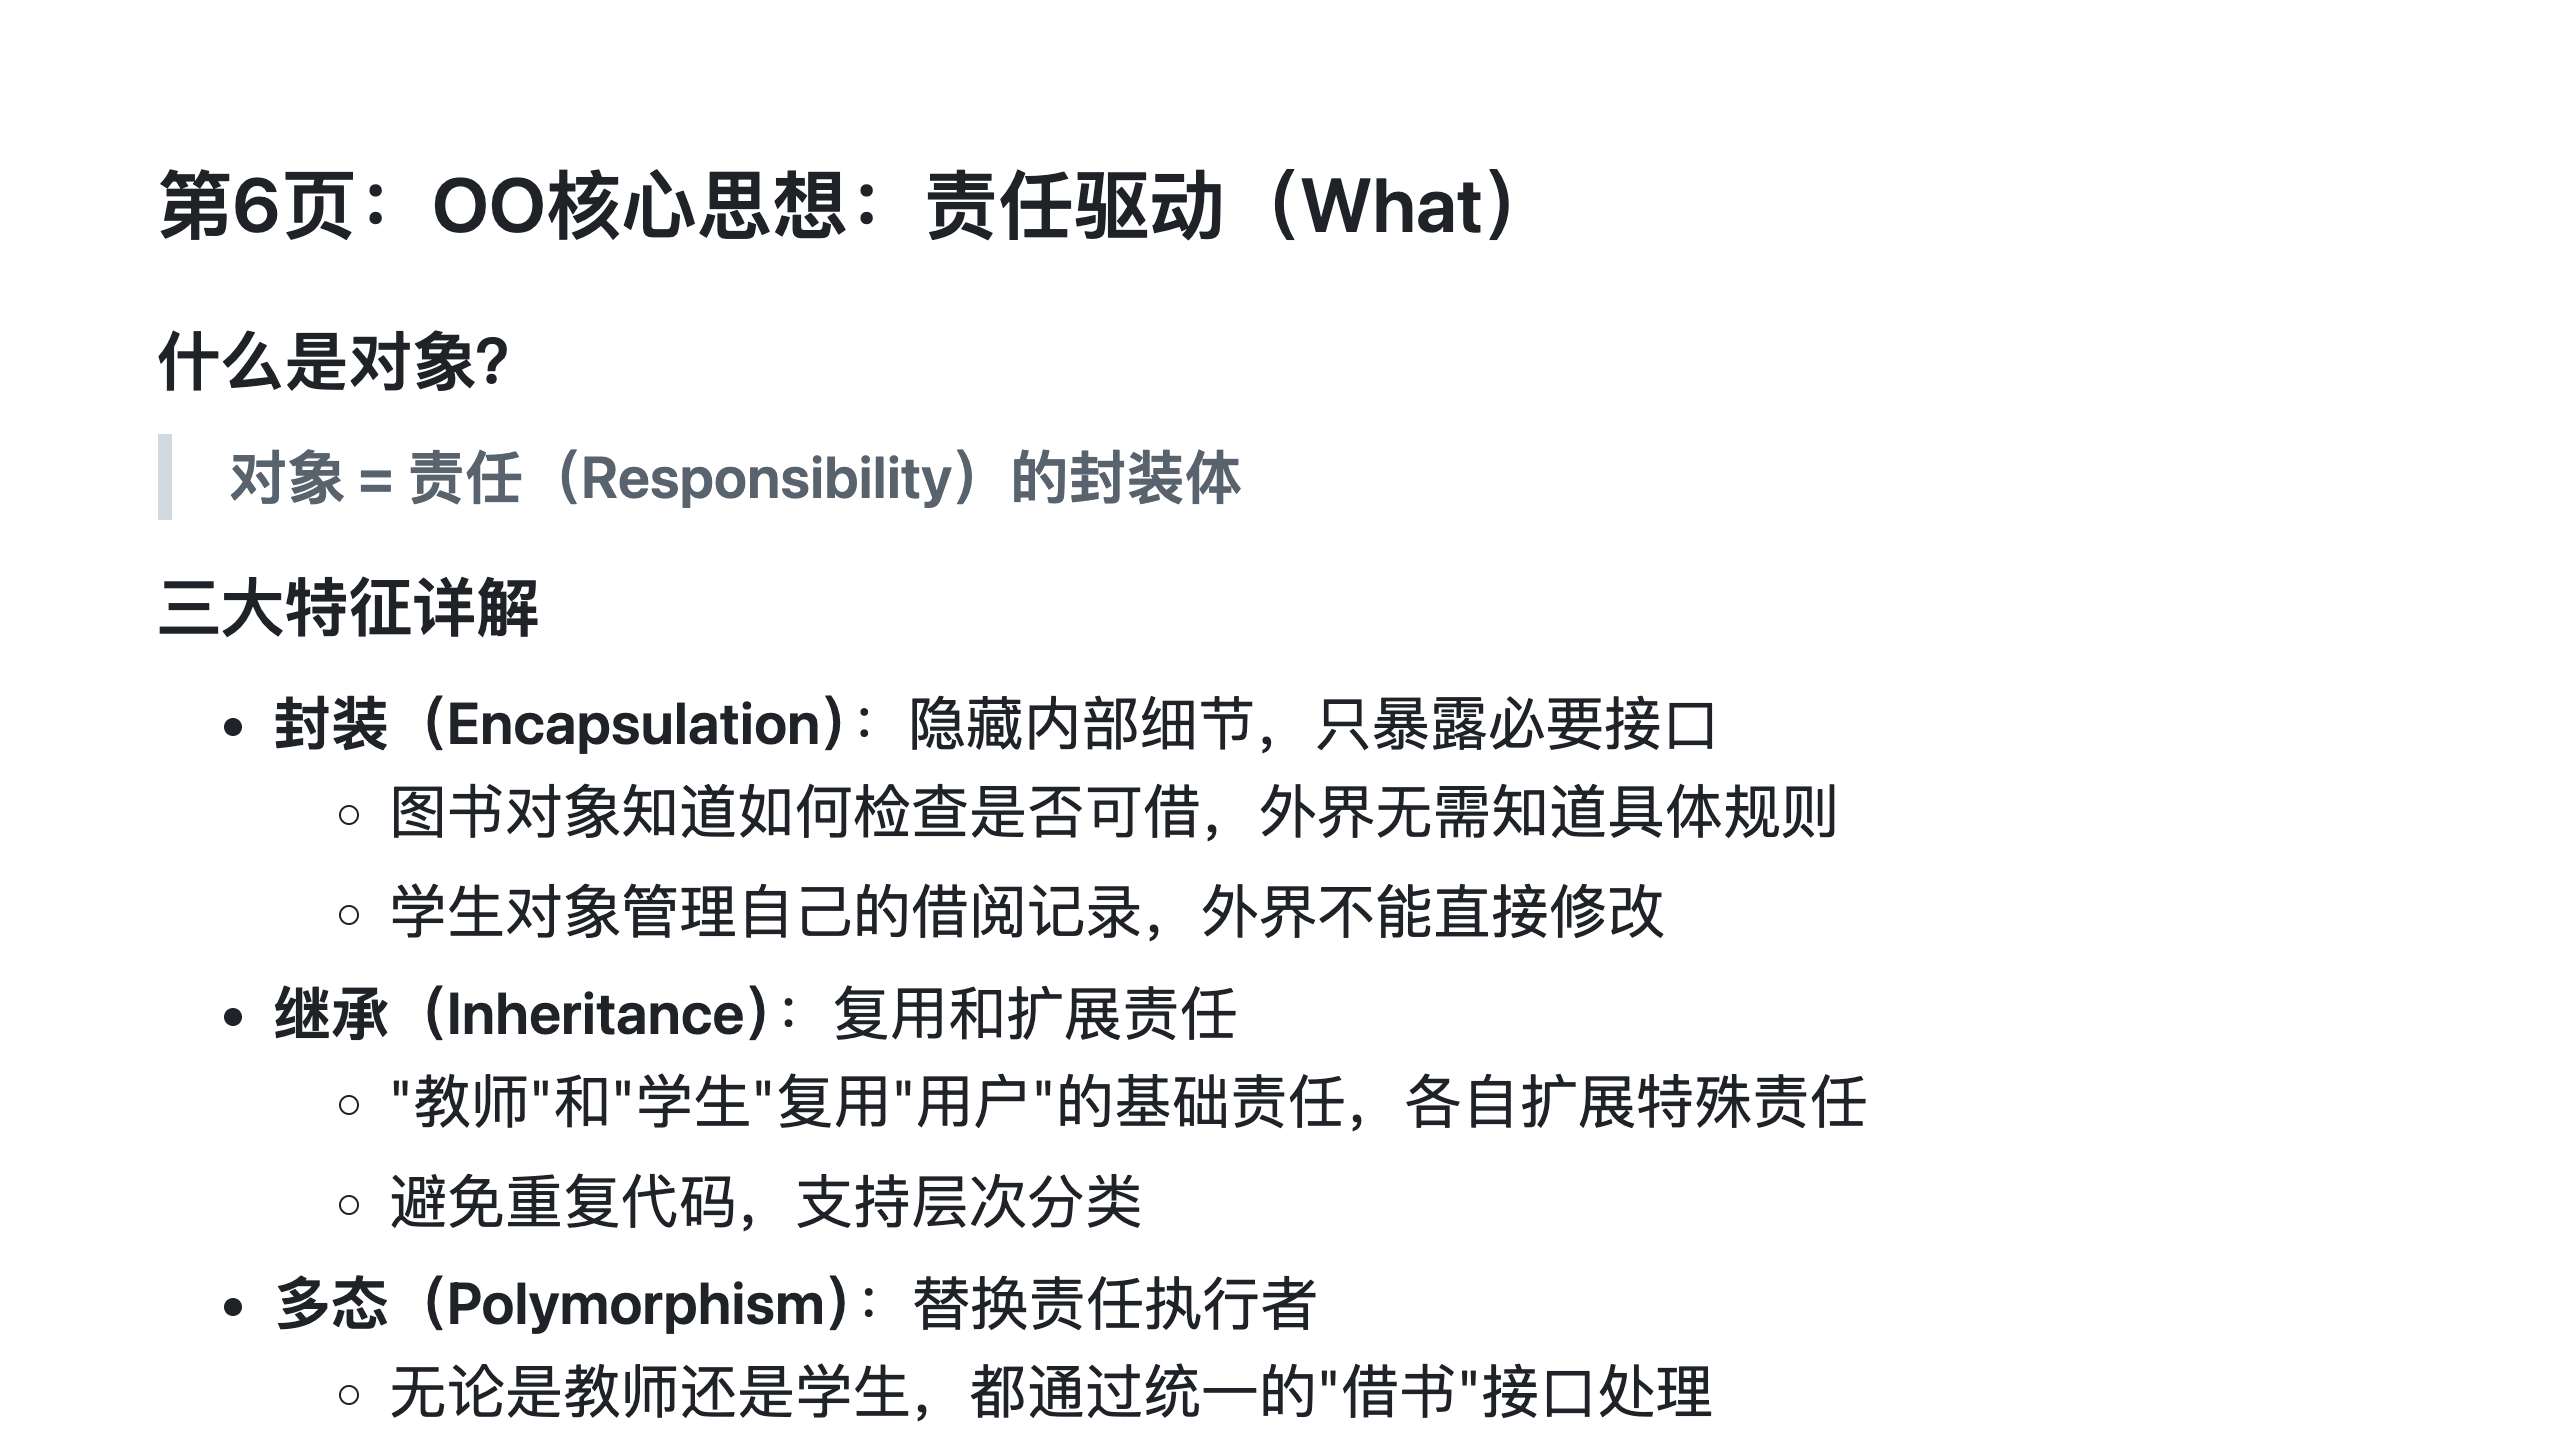 第6页：OO核心思想：责任驱动（What）
什么是对象?
对象 = 责任（Responsibility）的封装体
三大特征详解
封装（Encapsulation）：隐藏内部细节，只暴露必要接口
图书对象知道如何检查是否可借，外界无需知道具体规则
学生对象管理自己的借阅记录，外界不能直接修改
继承（Inheritance）：复用和扩展责任
"教师"和"学生"复用"用户"的基础责任，各自扩展特殊责任
避免重复代码，支持层次分类
多态（Polymorphism）：替换责任执行者
无论是教师还是学生，都通过统一的"借书"接口处理